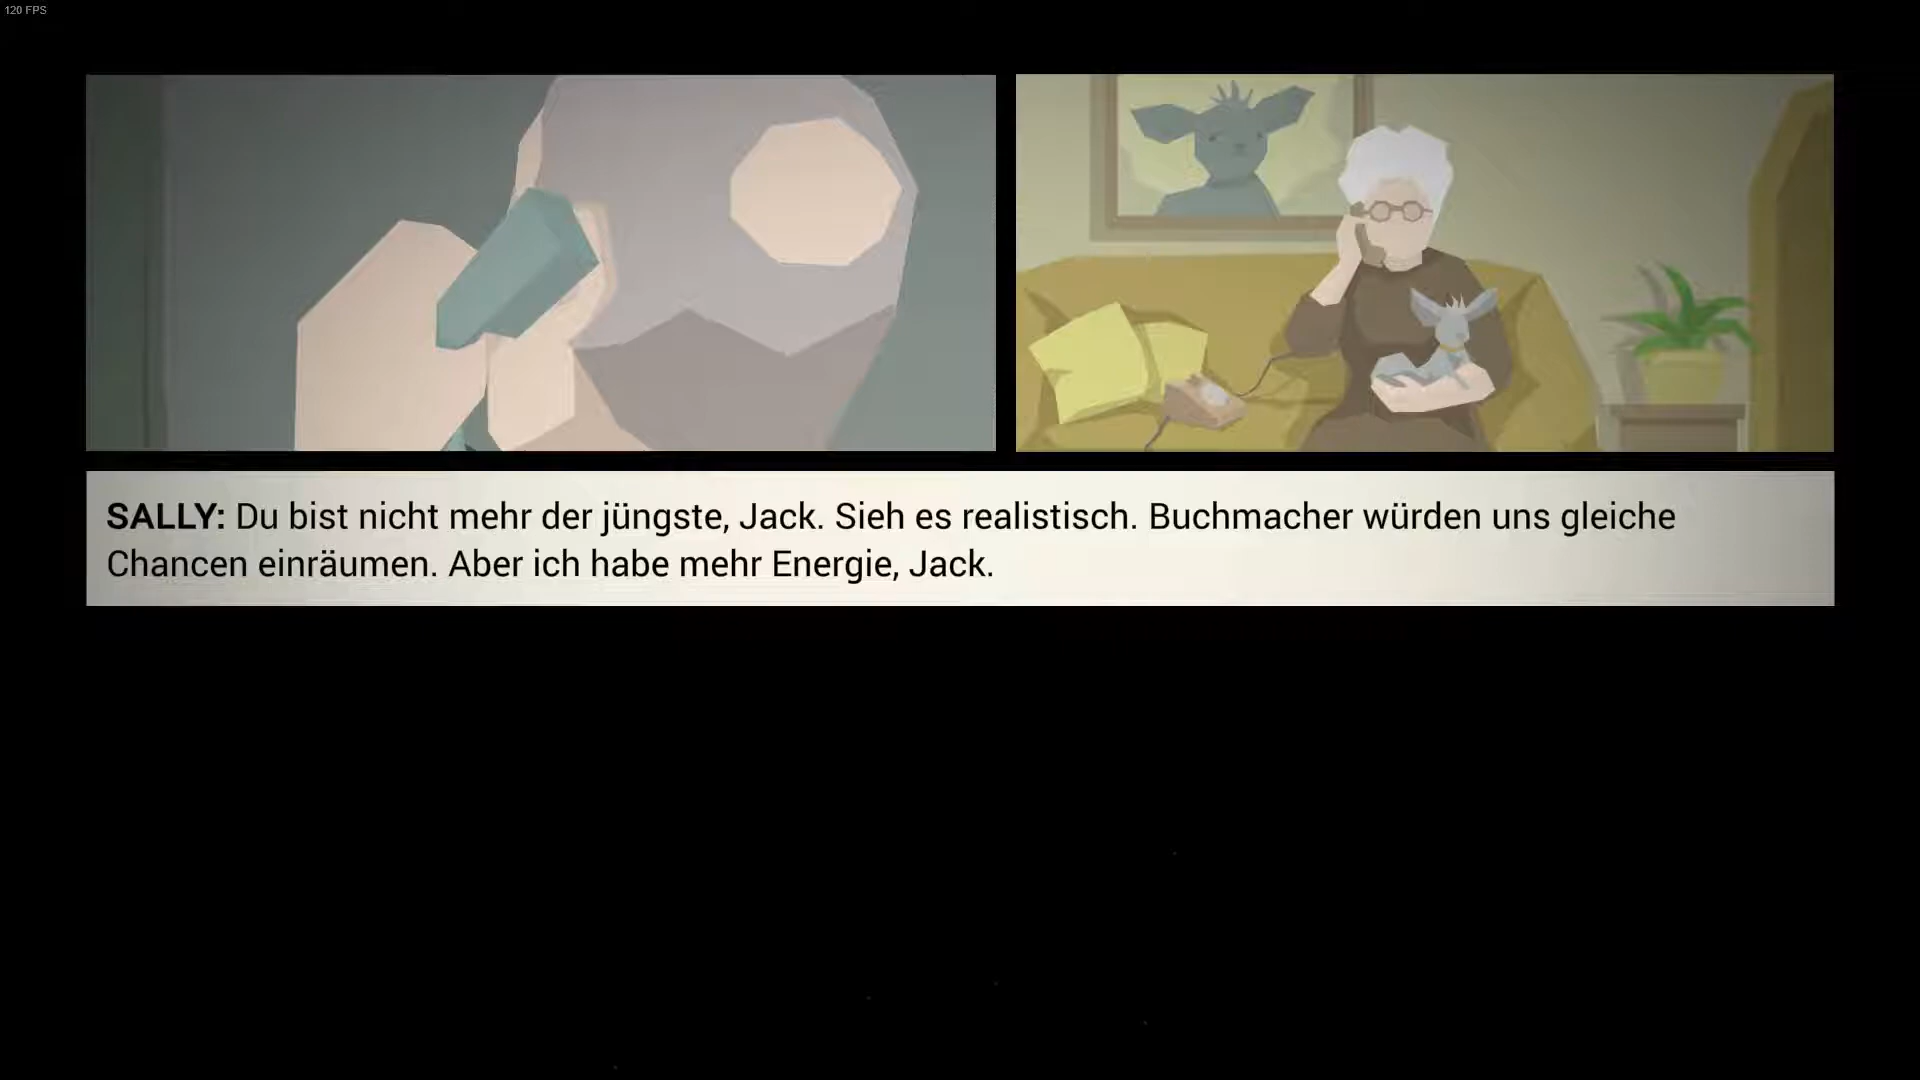 120 FPS
SALLY: Du bist nicht mehr der jüngste, Jack. Sieh es realistisch. Buchmacher würden uns gleiche
Chancen einräumen. Aber ich habe mehr Energie, Jack.